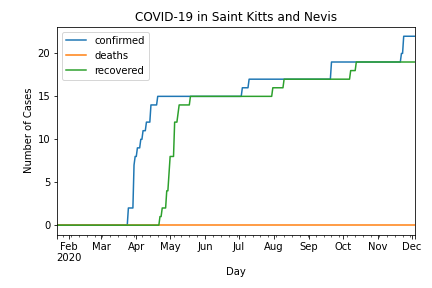 COVID-19 in Saint Kitts and Nevis
confirmed
deaths
recovered
Number of Cases
20
15
10
5
0
Feb Mar Apr May Jun Jul Aug Sep Oct Nov Dec
2020
Day